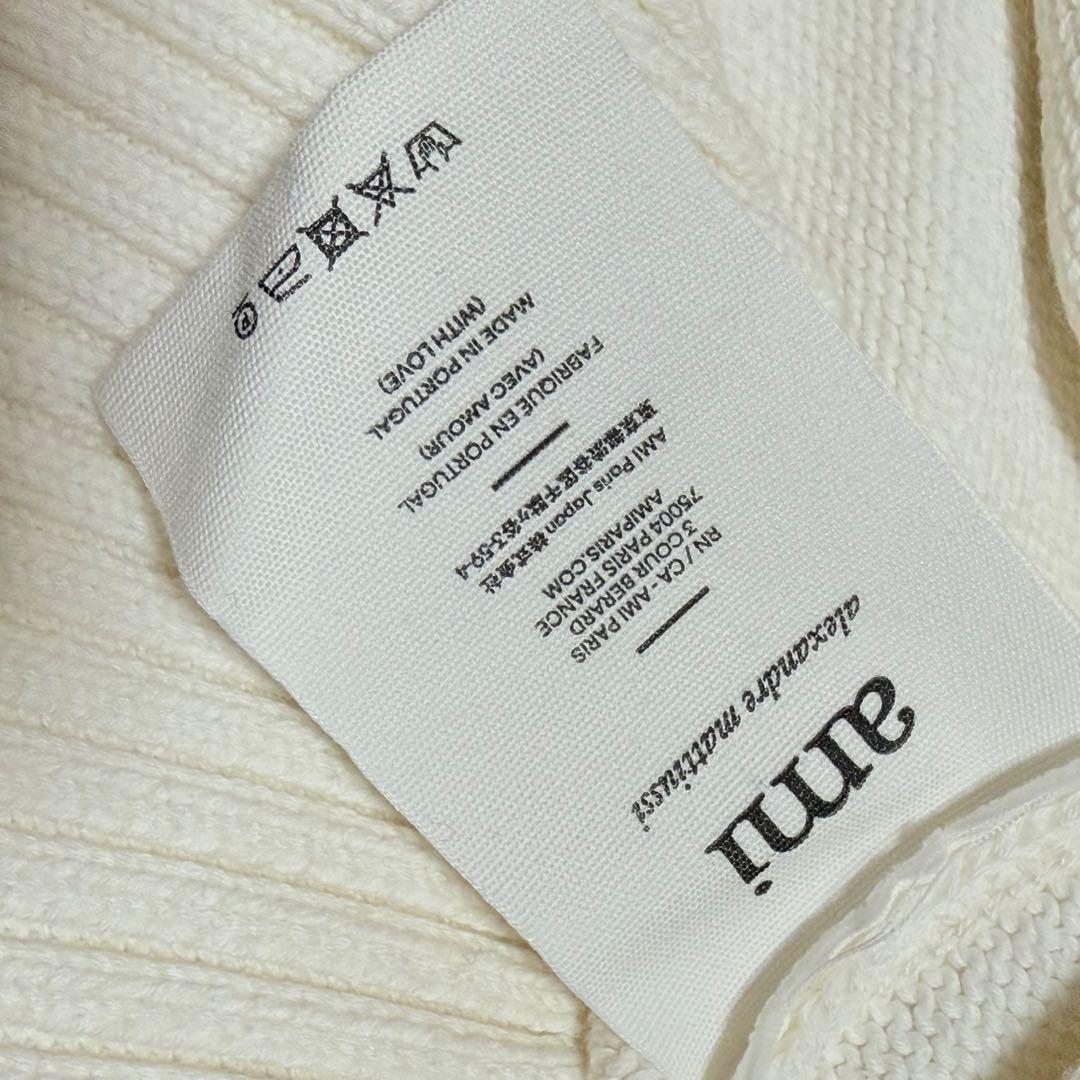 ami
alexandre mattiussi
RN / CA - AMI PARIS
3 COUR BERARD
75004 PARIS FRANCE
AMIPARIS.COM
AMI Paris Japan 株式会社
東京都渋谷区千駄ヶ谷3-59-4
FABRIQUÉ EN PORTUGAL
(AVEC AMOUR)
MADE IN PORTUGAL
(WITH LOVE)
P